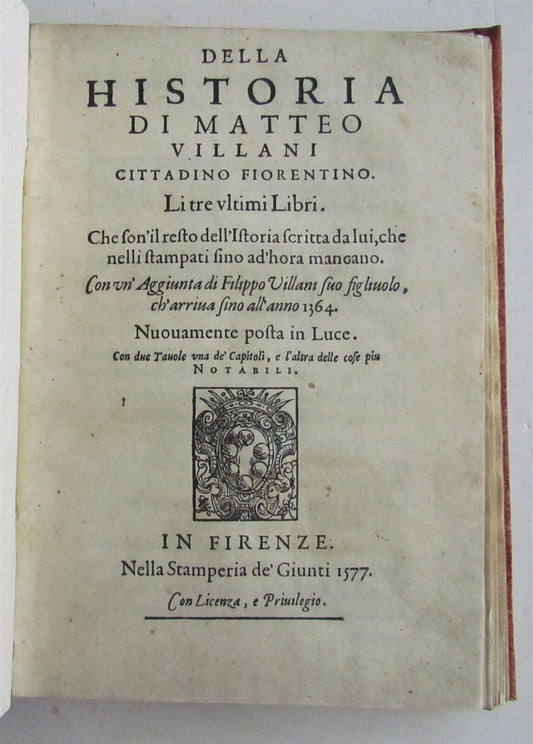 DELLA
HISTORIA
DI MATTEO
VILLANI
CITTADINO FIORENTINO.
Li tre vltimi Libri.
Che ſon'il reſto dell'Iſtoria ſcritta da lui, che
nelli ſtampati ſino ad'hora mancano.
Con vn' Aggiunta di Filippo Villani ſuo figliuolo,
ch'arriua ſino all'anno 1364.
Nuouamente poſta in Luce.
Con due Tauole vna de' Capitoli, e l'altra delle coſe piu
NOTABILI.
IN FIRENZE.
Nella Stamperia de' Giunti 1577.
Con Licenza, e Priuilegio.